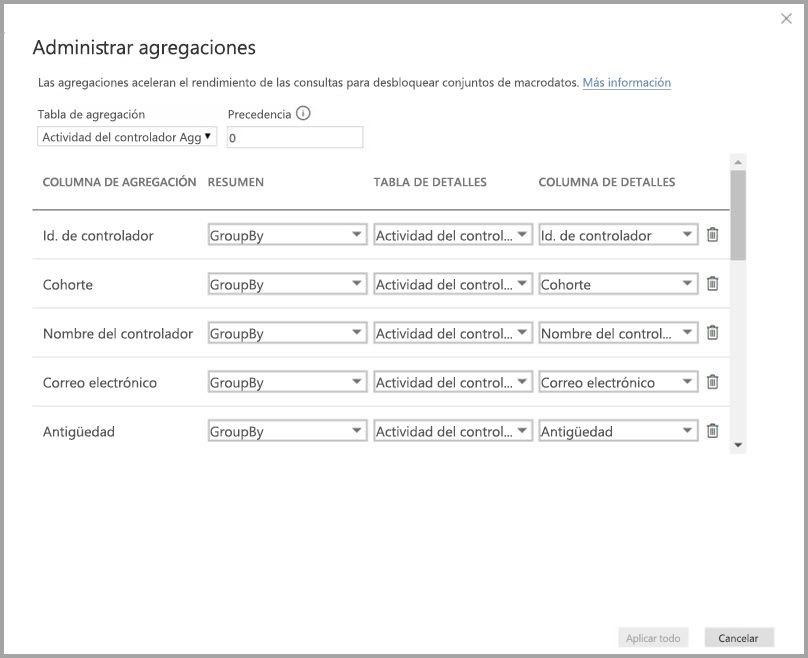 Administrar agregaciones
Las agregaciones aceleran el rendimiento de las consultas para desbloquear conjuntos de macrodatos. Más información
Tabla de agregación Precedencia
Actividad del controlador Agg 0
COLUMNA DE AGREGACIÓN RESUMEN TABLA DE DETALLES COLUMNA DE DETALLES
Id. de controlador GroupBy Actividad del control... Id. de controlador
Cohorte GroupBy Actividad del control... Cohorte
Nombre del controlador GroupBy Actividad del control... Nombre del control...
Correo electrónico GroupBy Actividad del control... Correo electrónico
Antigüedad GroupBy Actividad del control... Antigüedad
Aplicar todo Cancelar